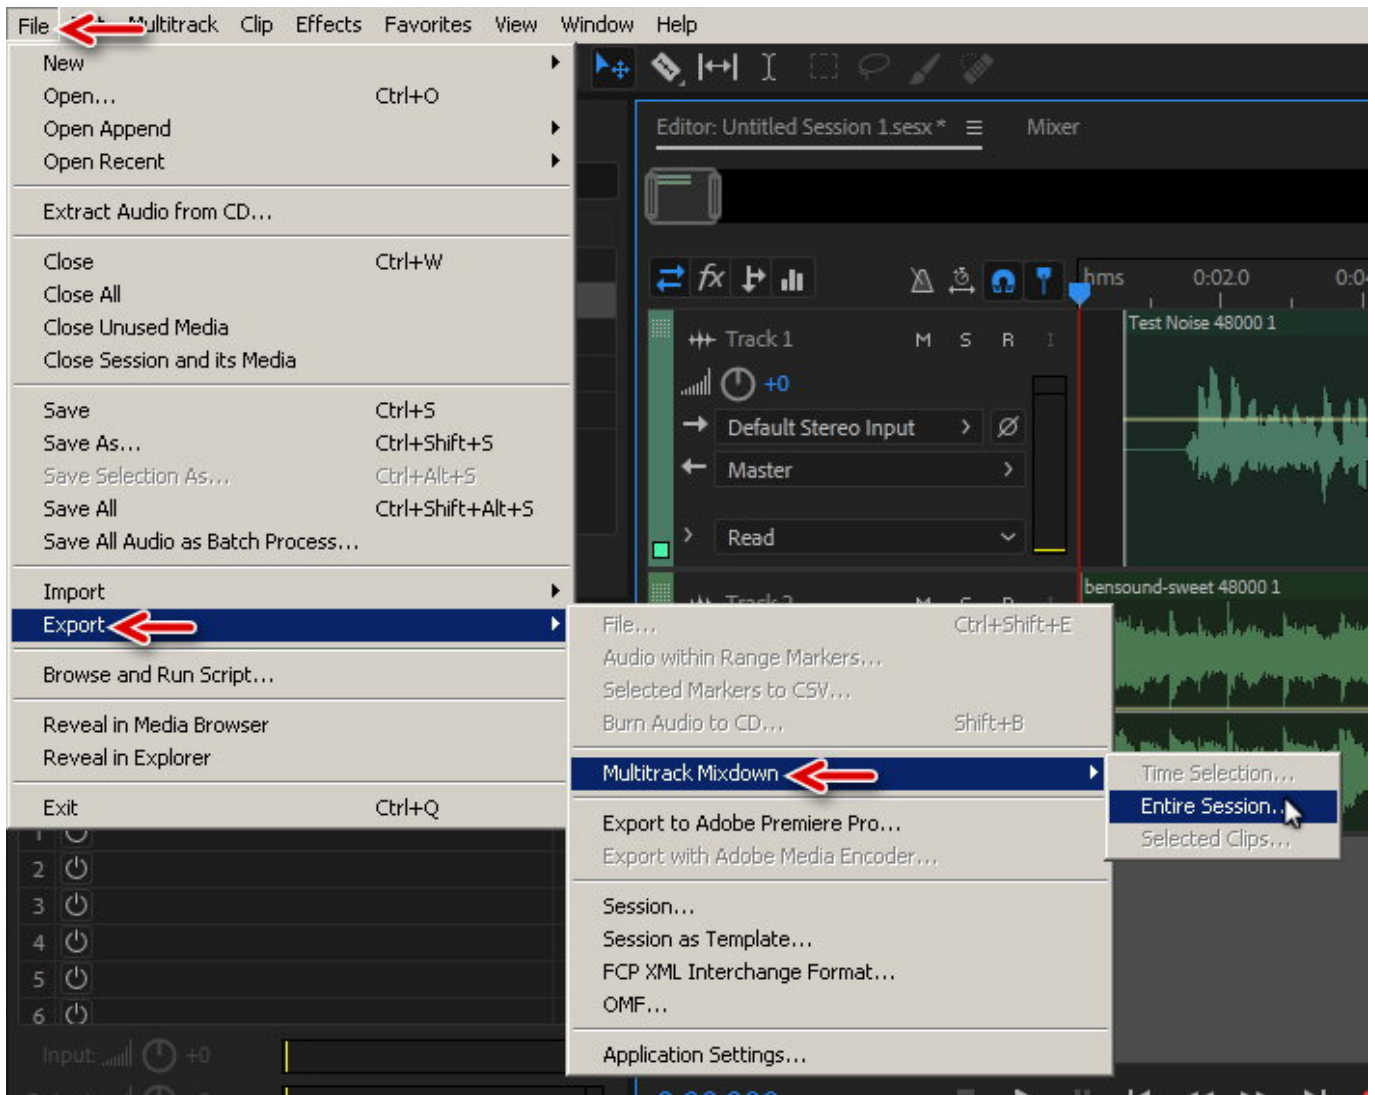 File Multitrack Clip Effects Favorites View Window Help
New
Open... Ctrl+O
Open Append
Open Recent
Extract Audio from CD...
Close Ctrl+W
Close All
Close Unused Media
Close Session and its Media
Save Ctrl+S
Save As... Ctrl+Shift+S
Save Selection As... Ctrl+Alt+S
Save All Ctrl+Shift+Alt+S
Save All Audio as Batch Process...
Import
Export
Browse and Run Script...
Reveal in Media Browser
Reveal in Explorer
Exit Ctrl+Q
File... Ctrl+Shift+E
Audio within Range Markers...
Selected Markers to CSV...
Burn Audio to CD... Shift+B
Multitrack Mixdown
Export to Adobe Premiere Pro...
Export with Adobe Media Encoder...
Session...
Session as Template...
FCP XML Interchange Format...
OMF...
Application Settings...
Time Selection...
Entire Session...
Selected Clips...
Editor: Untitled Session 1.sesx * Mixer
fx
hms 0:02.0 0:04
Track 1 M S R I
+0
Default Stereo Input
Master
Read
Test Noise 48000 1
Track 2 M S R I
bensound-sweet 48000 1
1
2
3
4
5
6
Input: +0